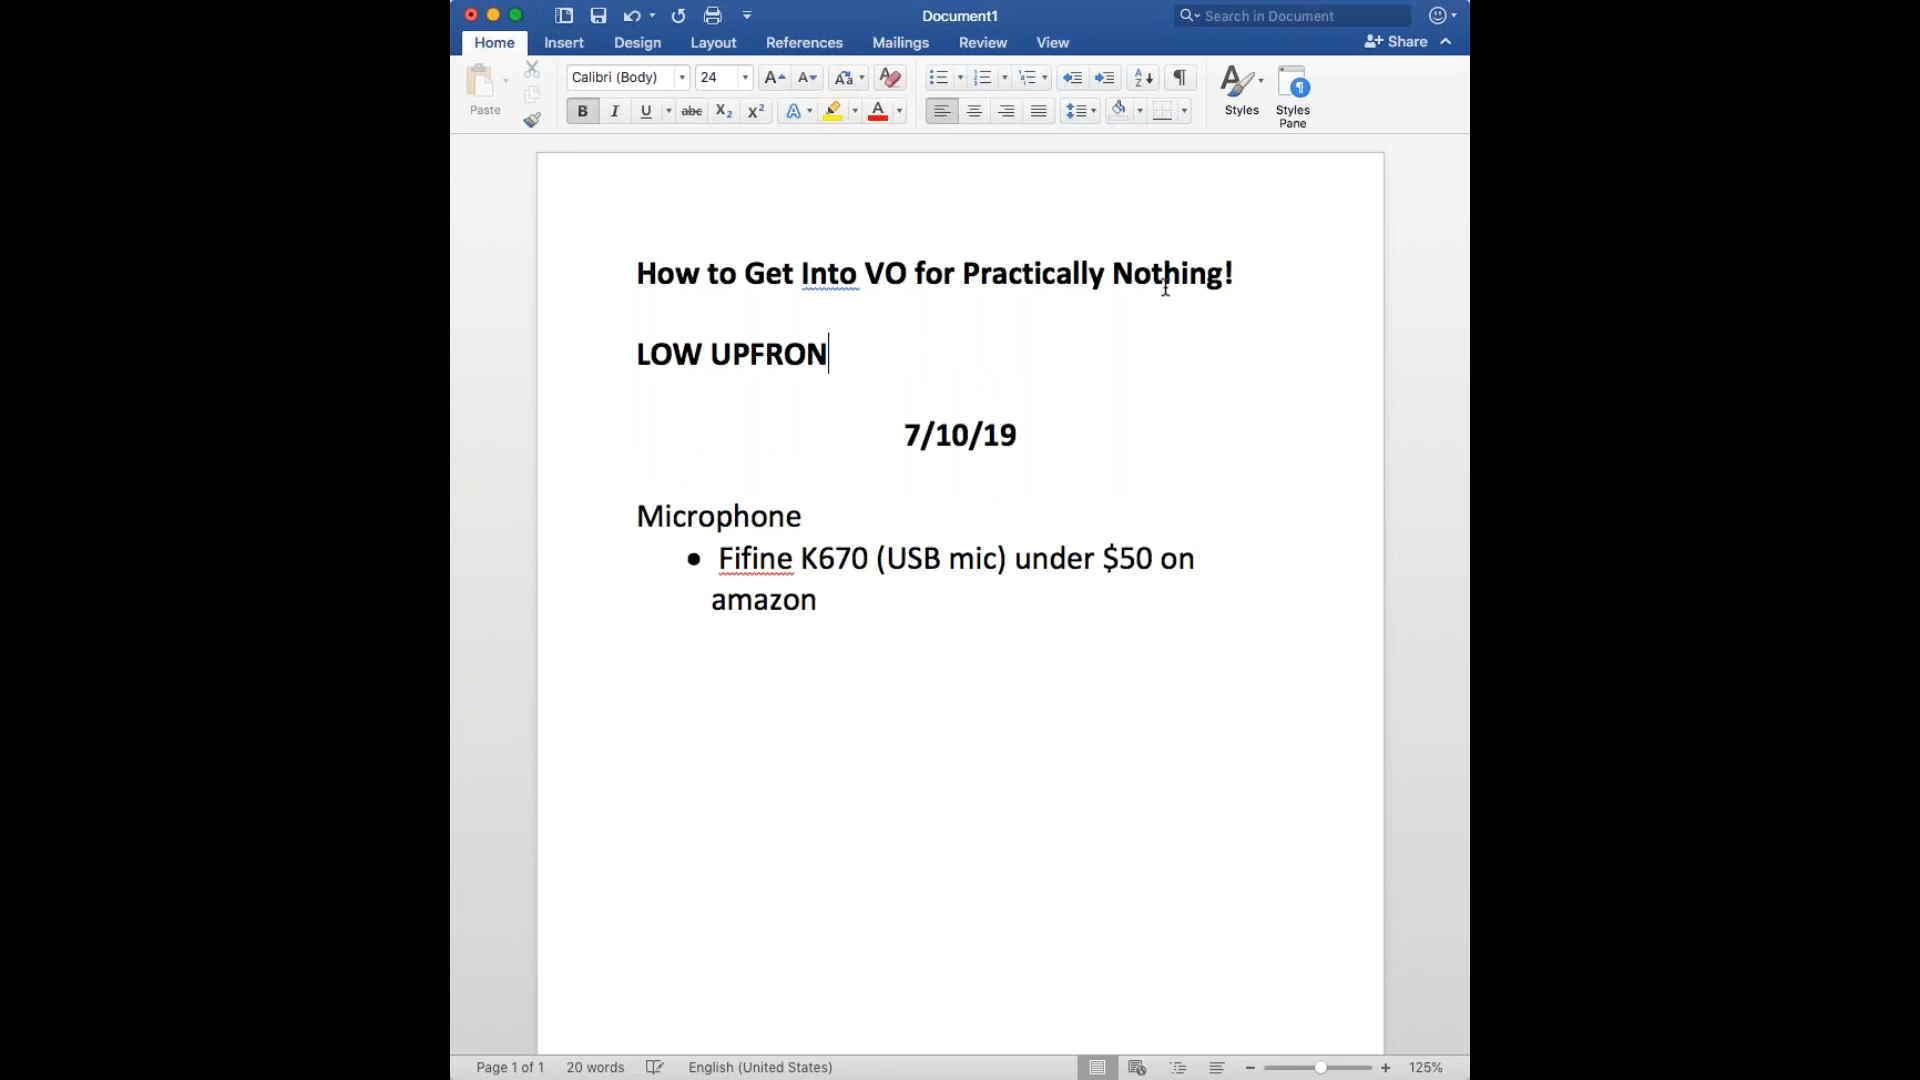 Document1
Search in Document
Home Insert Design Layout References Mailings Review View Share
Paste
Calibri (Body) 24
Styles
Styles Pane
How to Get Into VO for Practically Nothing!
LOW UPFRON
7/10/19
Microphone
• Fifine K670 (USB mic) under $50 on
amazon
Page 1 of 1 20 words English (United States) 125%